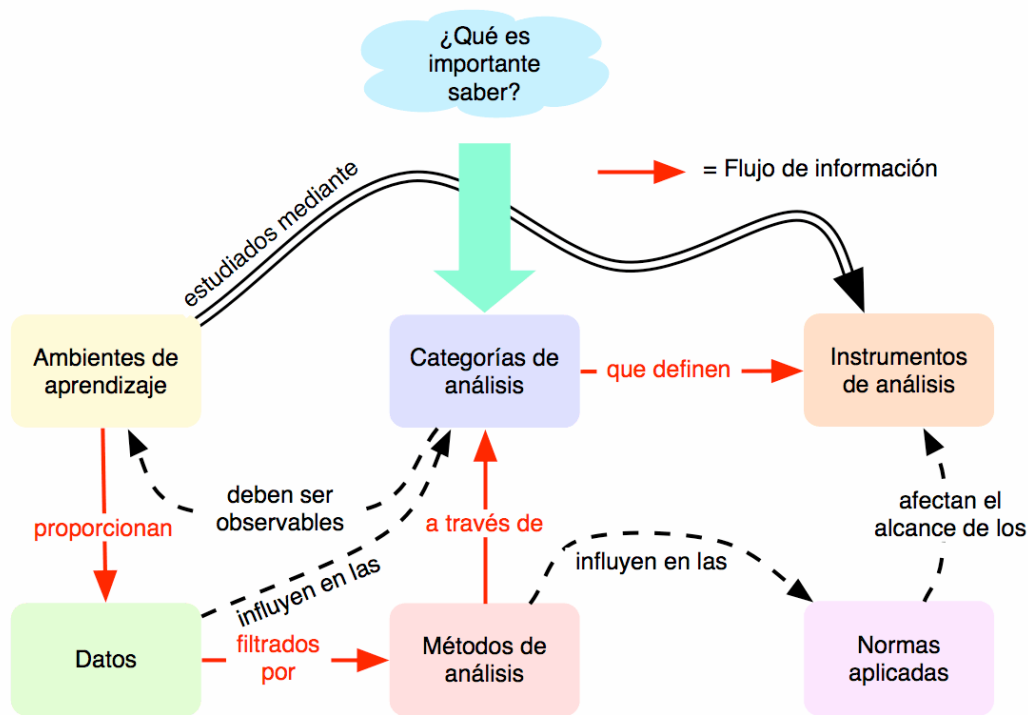 ¿Qué es
importante
saber?
= Flujo de información
estudiados mediante
Ambientes de
aprendizaje
Categorías de
análisis
que definen
Instrumentos
de análisis
deben ser
observables
proporcionan
a través de
afectan el
alcance de los
influyen en las
influyen en las
Datos
filtrados
por
Métodos de
análisis
Normas
aplicadas